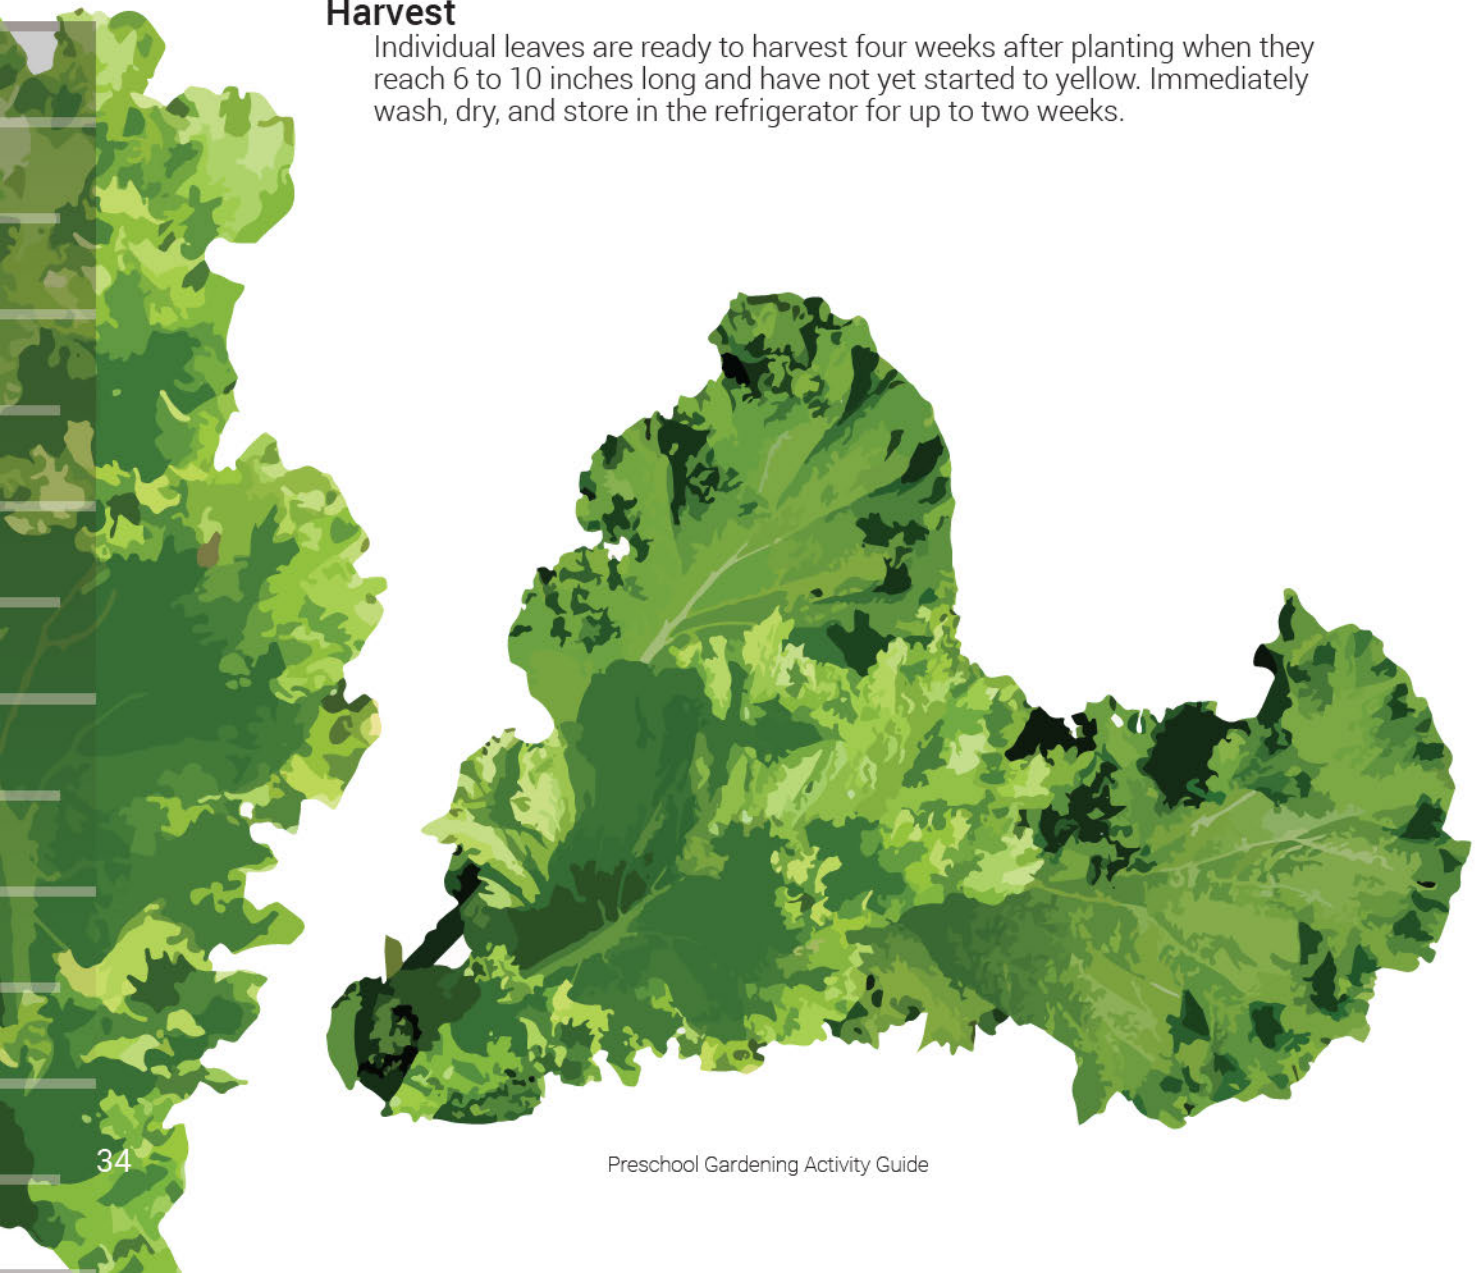 Harvest
Individual leaves are ready to harvest four weeks after planting when they
reach 6 to 10 inches long and have not yet started to yellow. Immediately
wash, dry, and store in the refrigerator for up to two weeks.
34
Preschool Gardening Activity Guide